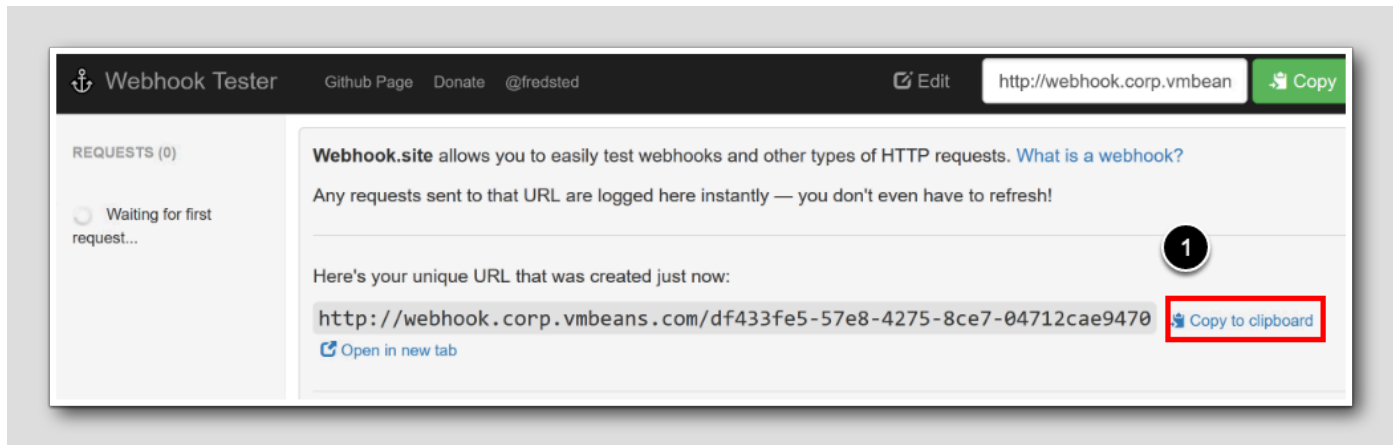 Webhook Tester Github Page Donate @fredsted Edit http://webhook.corp.vmbean Copy
REQUESTS (0)
Waiting for first
request...
Webhook.site allows you to easily test webhooks and other types of HTTP requests. What is a webhook?
Any requests sent to that URL are logged here instantly — you don't even have to refresh!
1
Here's your unique URL that was created just now:
http://webhook.corp.vmbeans.com/df433fe5-57e8-4275-8ce7-04712cae9470 Copy to clipboard
Open in new tab